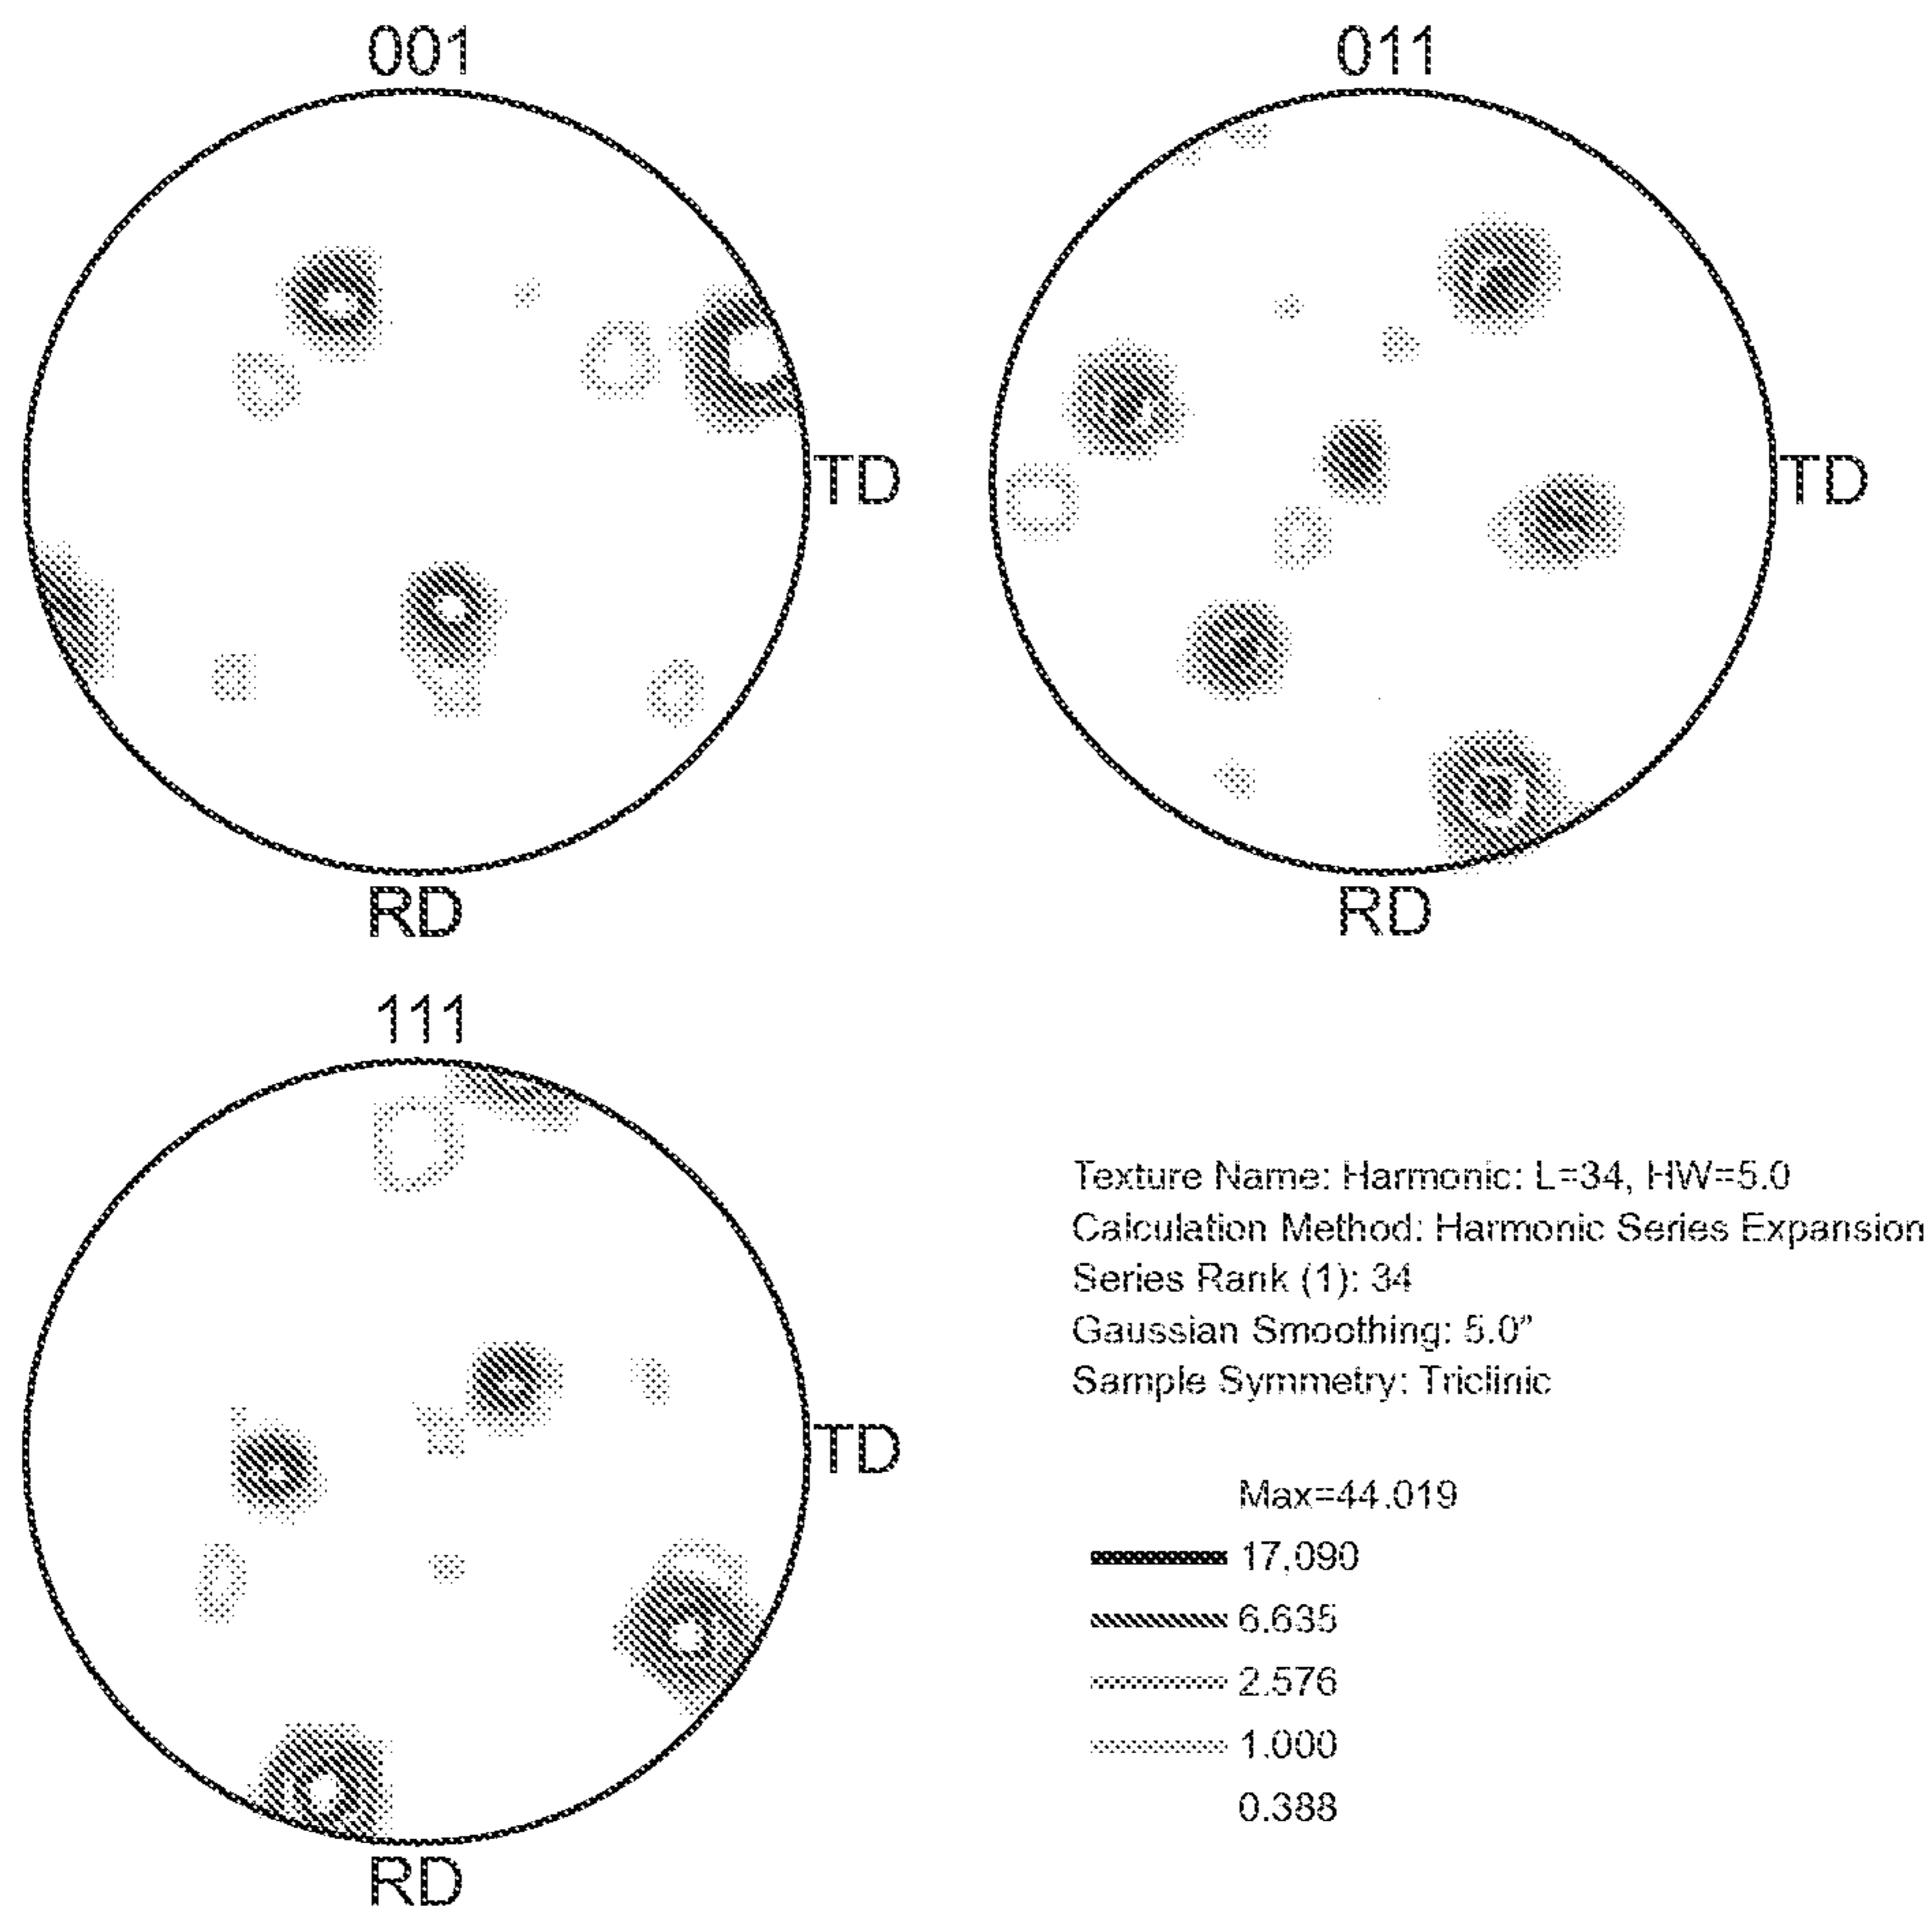 001
011
TD
TD
RD
RD
111
TD
RD
Texture Name: Harmonic: L=34, HW=5.0
Calculation Method: Harmonic Series Expansion
Series Rank (1): 34
Gaussian Smoothing: 5.0"
Sample Symmetry: Triclinic
Max=44.019
17,090
6.635
2.576
1.000
0.388